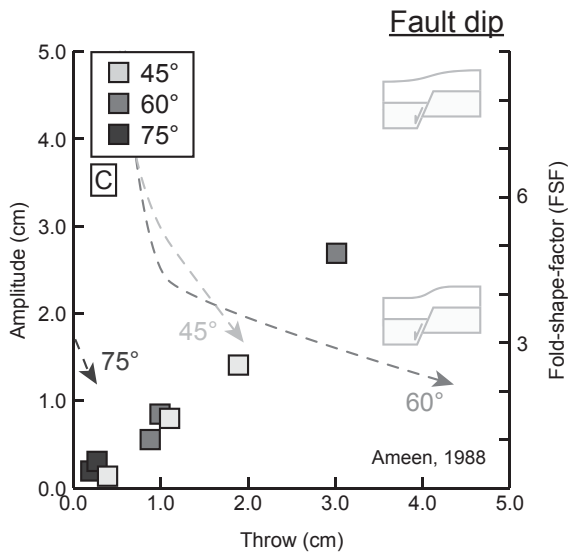 Fault dip
5.0
45°
60°
75°
4.0
C
6
3.0
Amplitude (cm)
Fold-shape-factor (FSF)
2.0
45°
3
75°
1.0
60°
Ameen, 1988
0.0
0.0 1.0 2.0 3.0 4.0 5.0
Throw (cm)